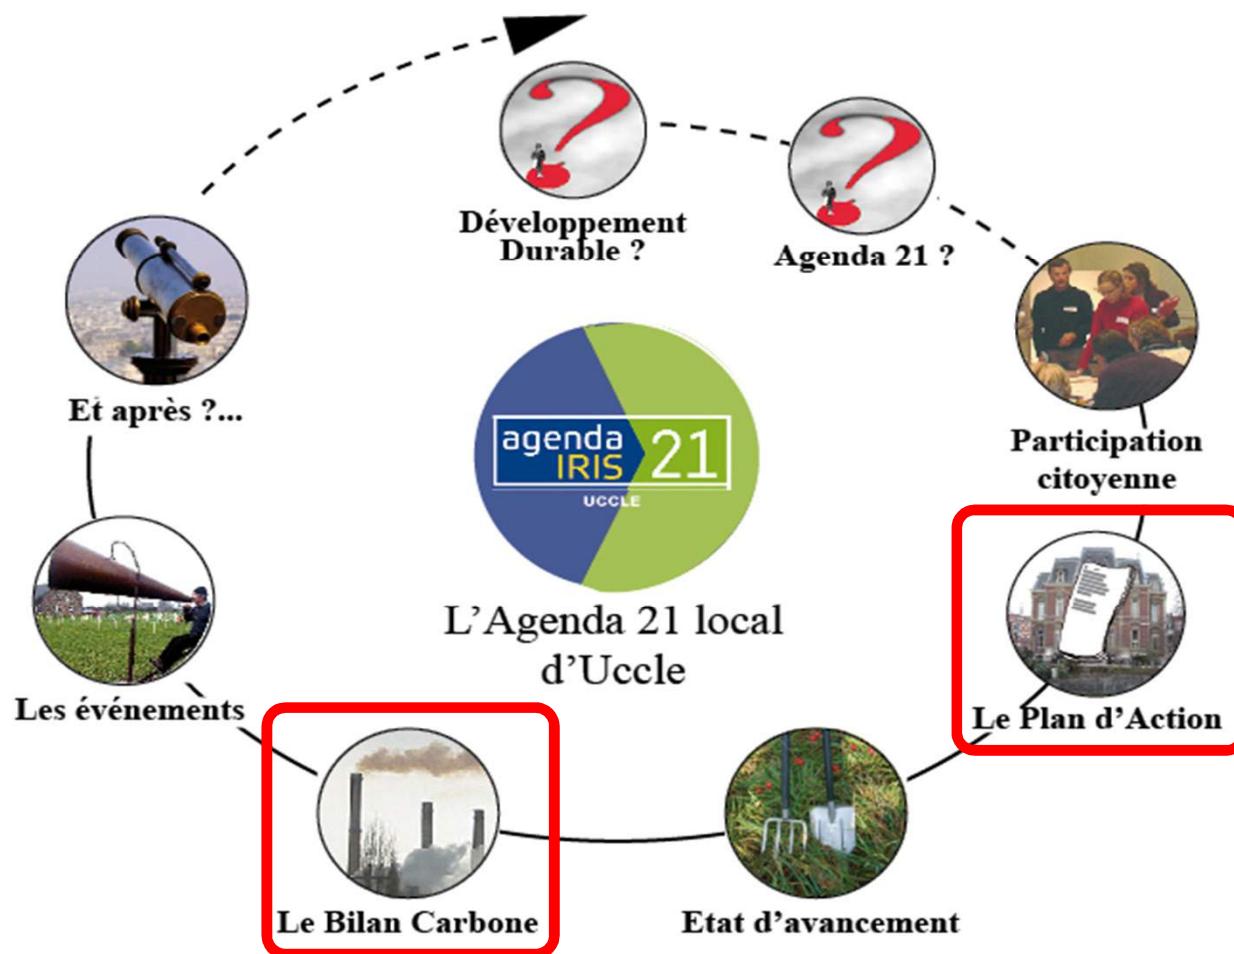 Développement
Durable ?
Agenda 21 ?
Participation
citoyenne
Le Plan d’Action
Etat d’avancement
Le Bilan Carbone
Les événements
Et après ?...
agenda
IRIS
21
UCCLE
L’Agenda 21 local
d’Uccle